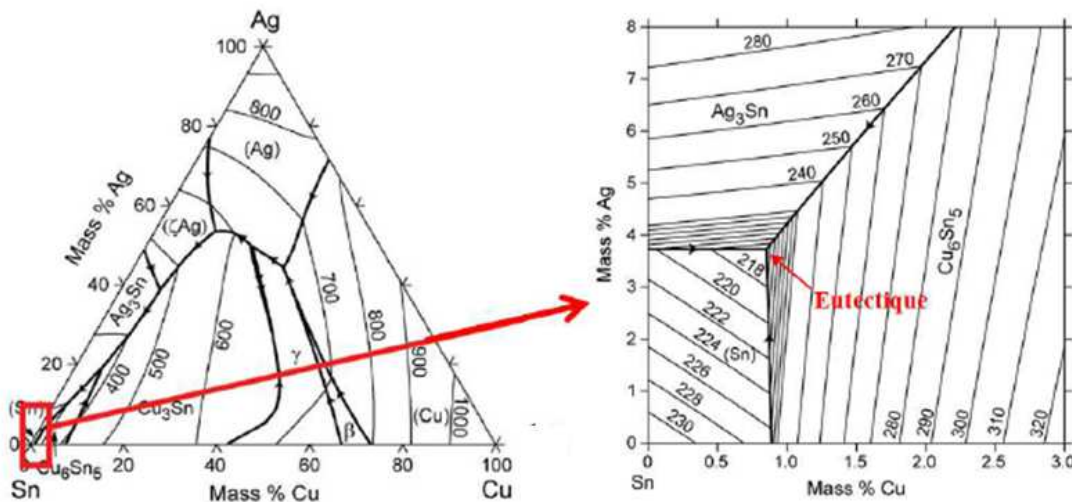 Ag
100
80
60
40
20
0
Mass % Ag
800
(Ag)
(ζAg)
Ag₃Sn
400
500
600
700
800
900
1000
γ
β
(Cu)
Cu₃Sn
Cu₆Sn₅
20
40
60
80
100
Sn
Mass % Cu
Cu
8
7
6
5
4
3
2
1
0
Mass % Ag
280
270
260
250
240
Ag₃Sn
218
220
222
224 (Sn)
226
228
230
Eutectique
Cu₆Sn₅
280
290
300
310
320
0
0.5
1.0
1.5
2.0
2.5
3.0
Sn
Mass % Cu